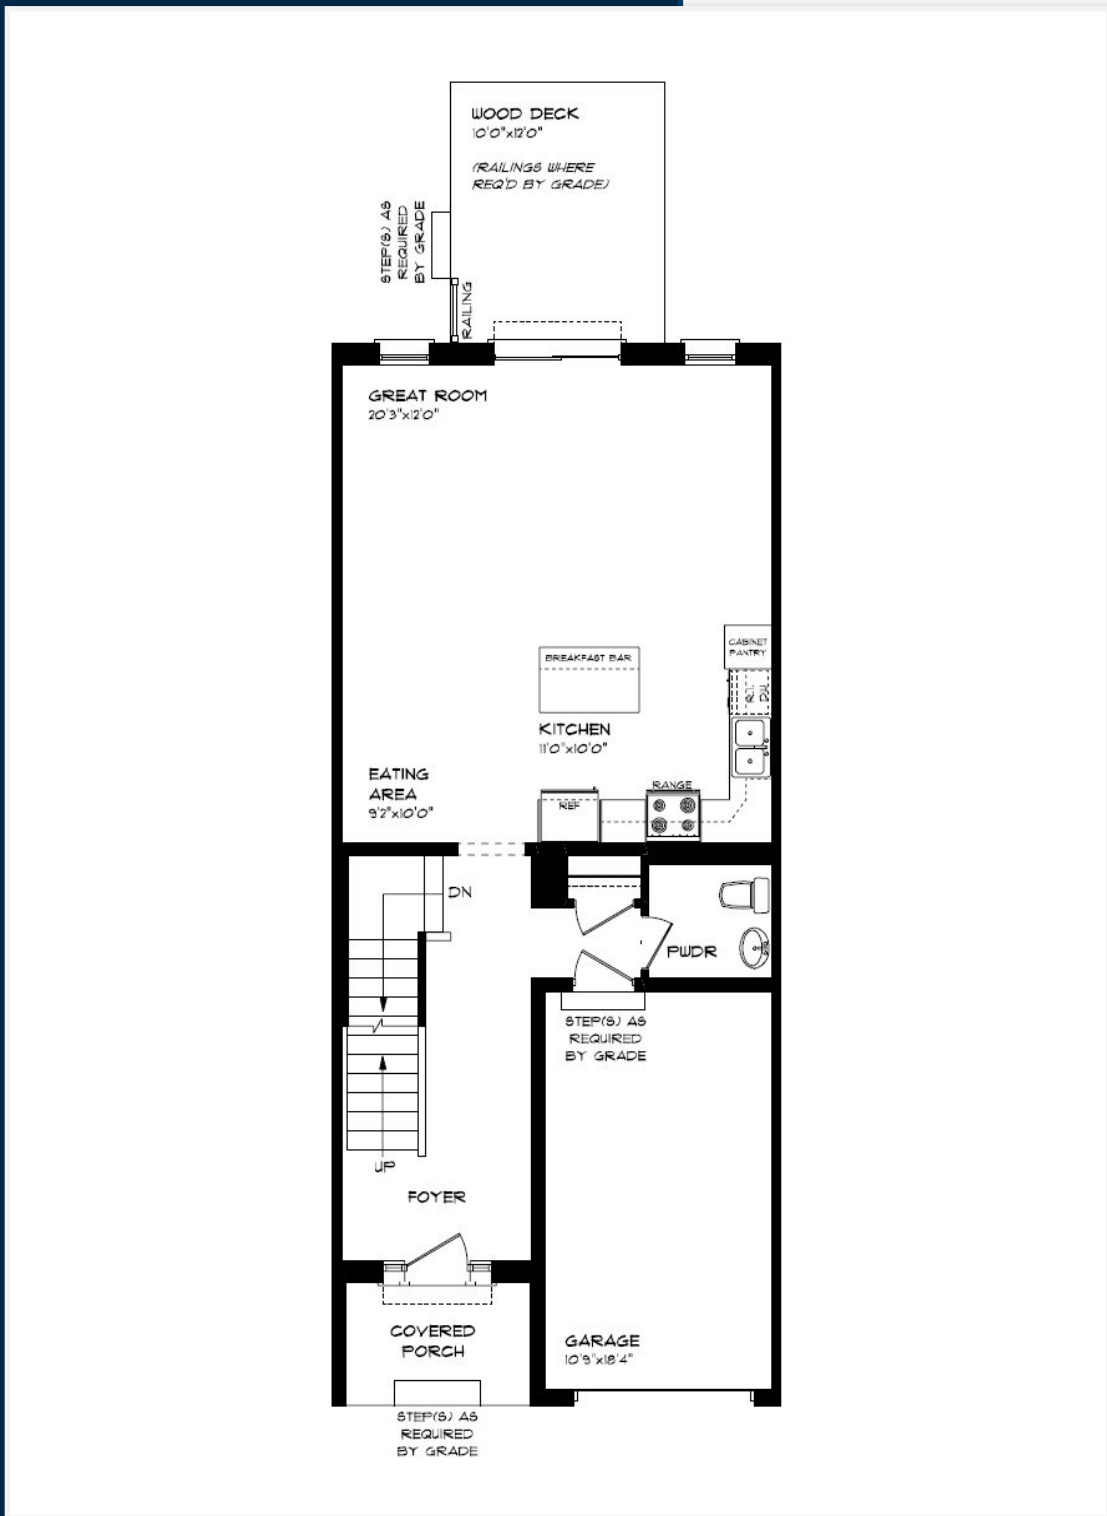 WOOD DECK
10'0"x12'0"
(RAILINGS WHERE
REQ'D BY GRADE)
STEP(S) AS
REQUIRED
BY GRADE
RAILING
GREAT ROOM
20'3"x12'0"
CABINET
PANTRY
BREAKFAST BAR
R.I.
DW
KITCHEN
11'0"x10'0"
EATING
AREA
9'2"x10'0"
REF
RANGE
DN
PWDR
STEP(S) AS
REQUIRED
BY GRADE
UP
FOYER
COVERED
PORCH
GARAGE
10'9"x18'4"
STEP(S) AS
REQUIRED
BY GRADE